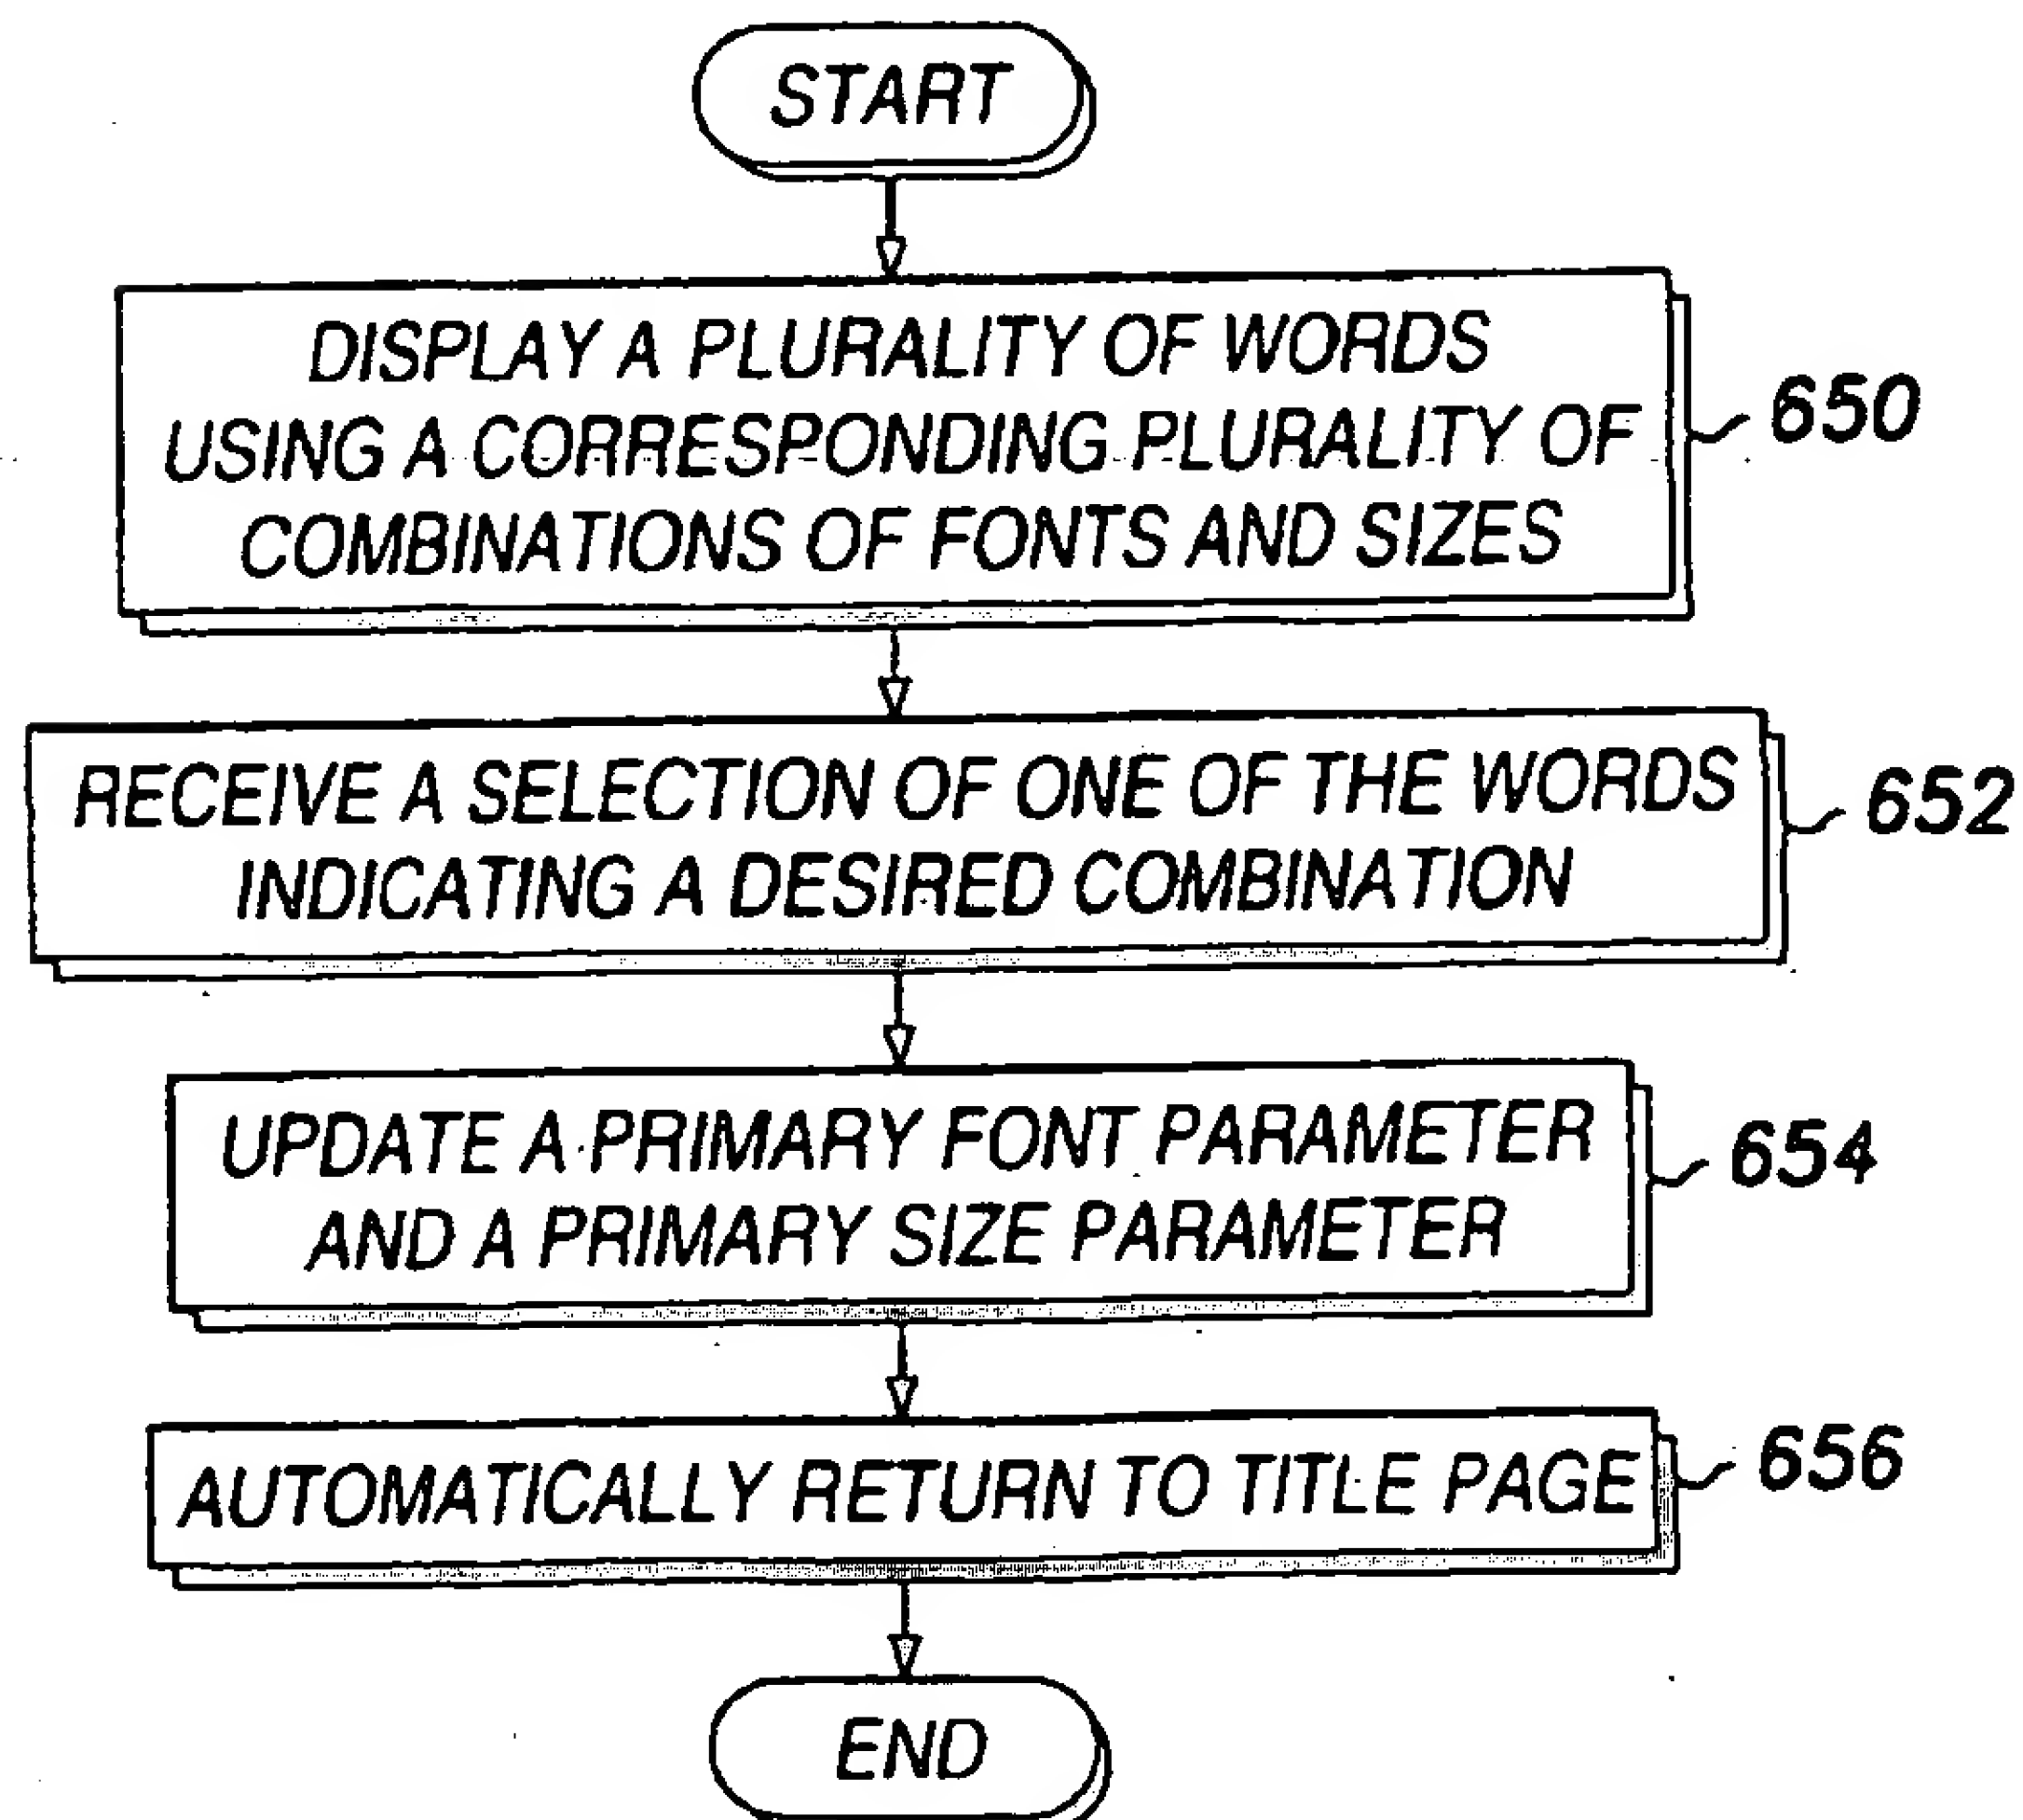 START
DISPLAY A PLURALITY OF WORDS
USING A CORRESPONDING PLURALITY OF
COMBINATIONS OF FONTS AND SIZES
650
RECEIVE A SELECTION OF ONE OF THE WORDS
INDICATING A DESIRED COMBINATION
652
UPDATE A PRIMARY FONT PARAMETER
AND A PRIMARY SIZE PARAMETER
654
AUTOMATICALLY RETURN TO TITLE PAGE
656
END